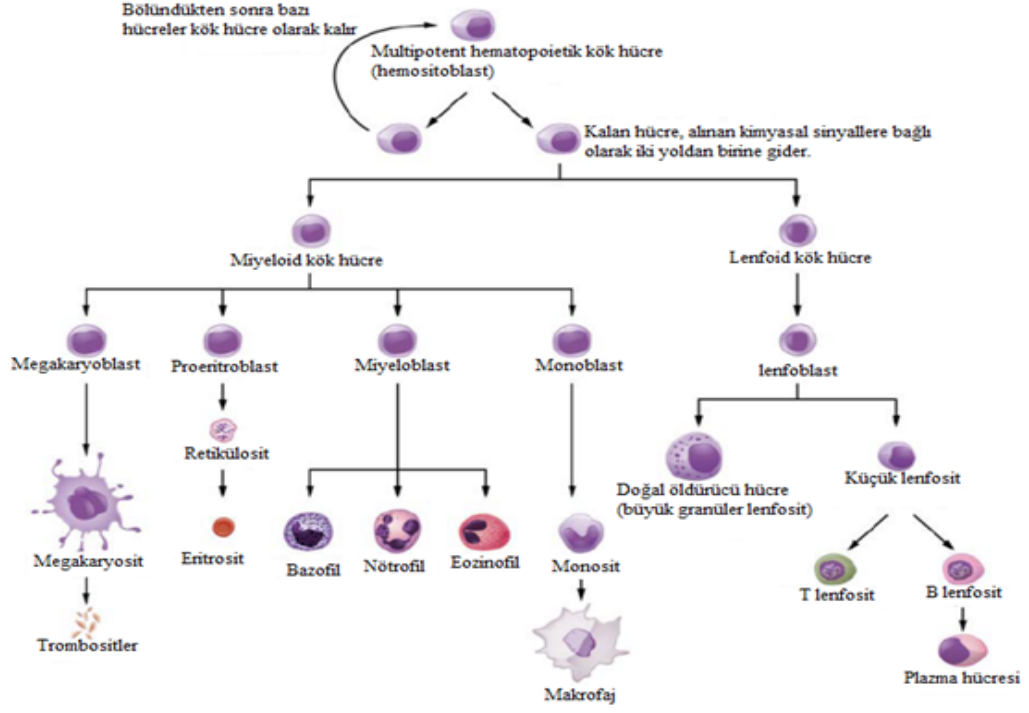 Bölündükten sonra bazı
hücreler kök hücre olarak kalır
Multipotent hematopoietik kök hücre
(hemositoblast)
Kalan hücre, alınan kimyasal sinyallere bağlı
olarak iki yoldan birine gider.
Miyeloid kök hücre
Lenfoid kök hücre
Megakaryoblast
Proeritroblast
Miyeloblast
Monoblast
lenfoblast
Retikülosit
Doğal öldürücü hücre
(büyük granüler lenfosit)
Küçük lenfosit
Megakaryosit
Eritrosit
Bazofil
Nötrofil
Eozinofil
Monosit
T lenfosit
B lenfosit
Trombositler
Makrofaj
Plazma hücresi